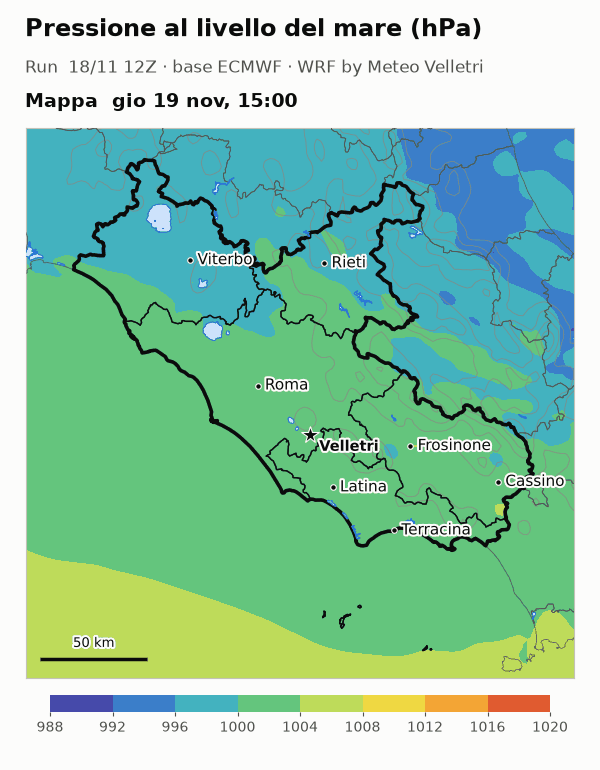 Pressione al livello del mare (hPa)
Run  18/11 12Z · base ECMWF · WRF by Meteo Velletri
Mappa  gio 19 nov, 15:00
Viterbo
Rieti
Roma
Velletri
Frosinone
Cassino
Latina
Terracina
50 km
988 992 996 1000 1004 1008 1012 1016 1020